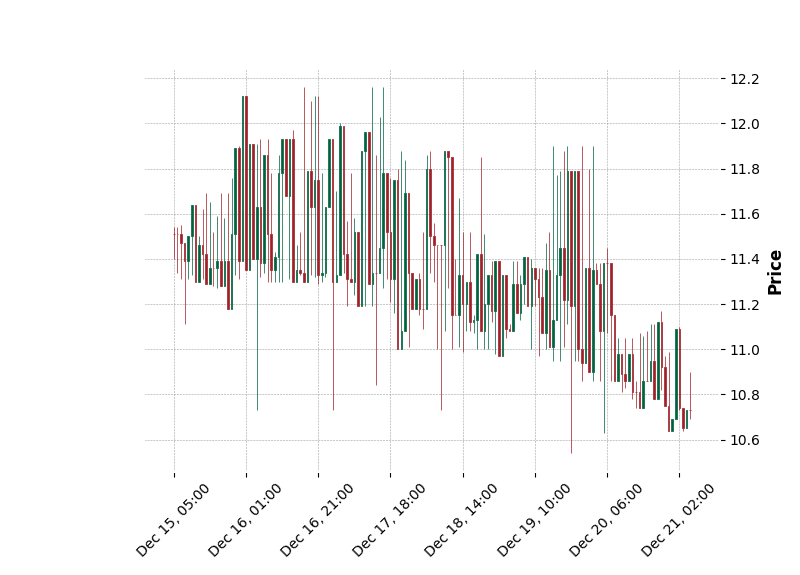 12.2
12.0
11.8
11.6
11.4
11.2
11.0
10.8
10.6
Price
Dec 15, 05:00
Dec 16, 01:00
Dec 16, 21:00
Dec 17, 18:00
Dec 18, 14:00
Dec 19, 10:00
Dec 20, 06:00
Dec 21, 02:00